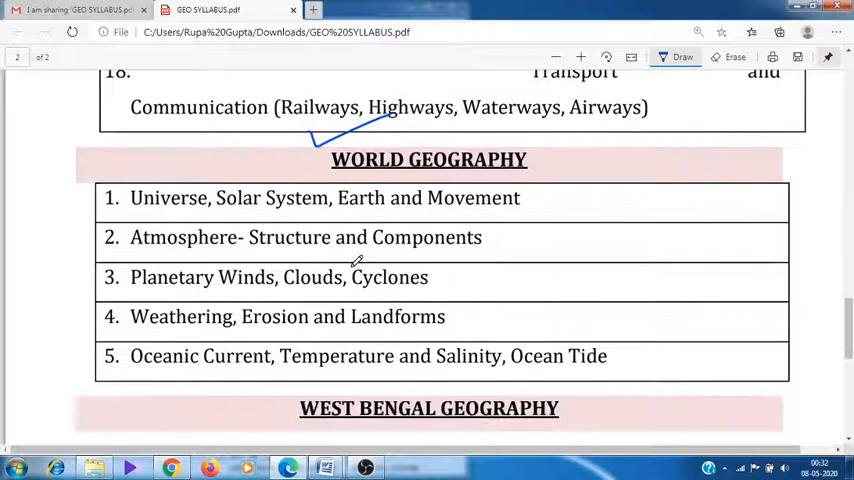 I am sharing 'GEO SYLLABUS.pd
GEO SYLLABUS.pdf
File
C:/Users/Rupa%20Gupta/Downloads/GEO%20SYLLABUS.pdf
2 of 2
Draw
Erase
18. Transport and
Communication (Railways, Highways, Waterways, Airways)
WORLD GEOGRAPHY
1. Universe, Solar System, Earth and Movement
2. Atmosphere- Structure and Components
3. Planetary Winds, Clouds, Cyclones
4. Weathering, Erosion and Landforms
5. Oceanic Current, Temperature and Salinity, Ocean Tide
WEST BENGAL GEOGRAPHY
00:32
08-05-2020